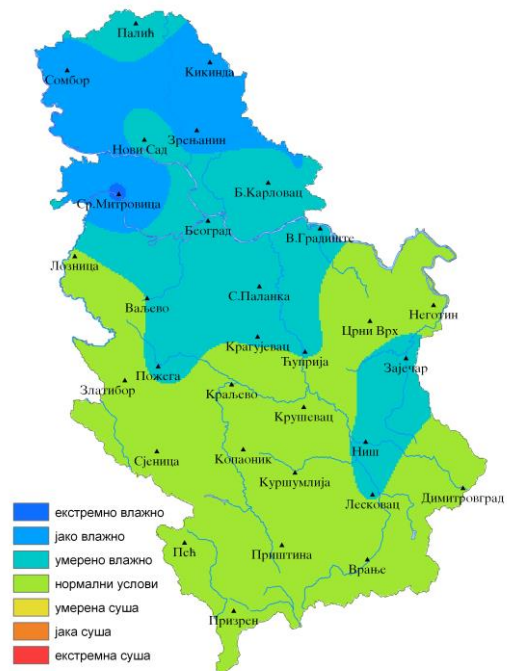 Палић
Кикинда
Сомбор
Зрењанин
Нови Сад
Б.Карловац
Ср.Митровица
Београд
В.Градиште
Лозница
С.Паланка
Ваљево
Неготин
Црни Врх
Крагујевац
Ћуприја
Зајечар
Пожега
Златибор
Краљево
Крушевац
Ниш
Сјеница
Копаоник
Куршумлија
Димитровград
Лесковац
Пећ
Приштина
Врање
Призрен
екстремно влажно
јако влажно
умерено влажно
нормални услови
умерена суша
јака суша
екстремна суша